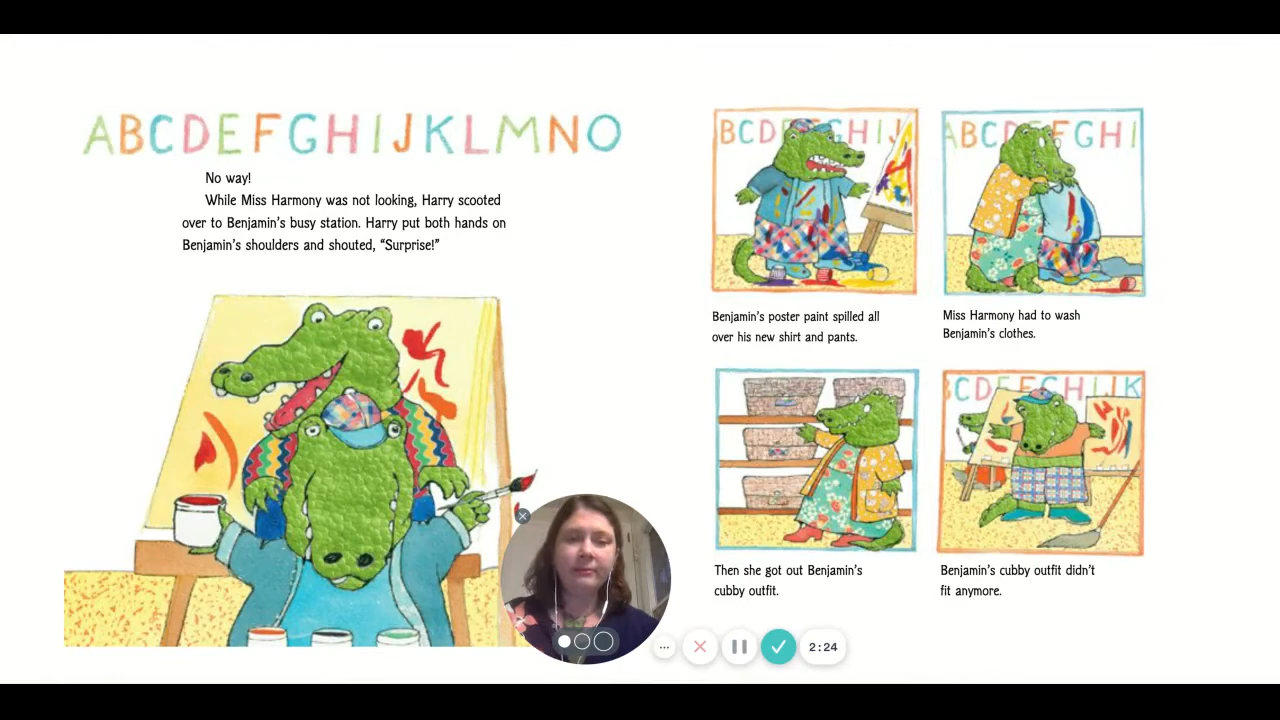 ABCDEFGHIJKLMNO
No way!
While Miss Harmony was not looking, Harry scooted
over to Benjamin's busy station. Harry put both hands on
Benjamin's shoulders and shouted, “Surprise!”
BCDEFGHIJ
Benjamin's poster paint spilled all
over his new shirt and pants.
ABCDEFGHI
Miss Harmony had to wash
Benjamin's clothes.
Then she got out Benjamin's
cubby outfit.
BCDEFGHIJK
Benjamin's cubby outfit didn't
fit anymore.
2:24